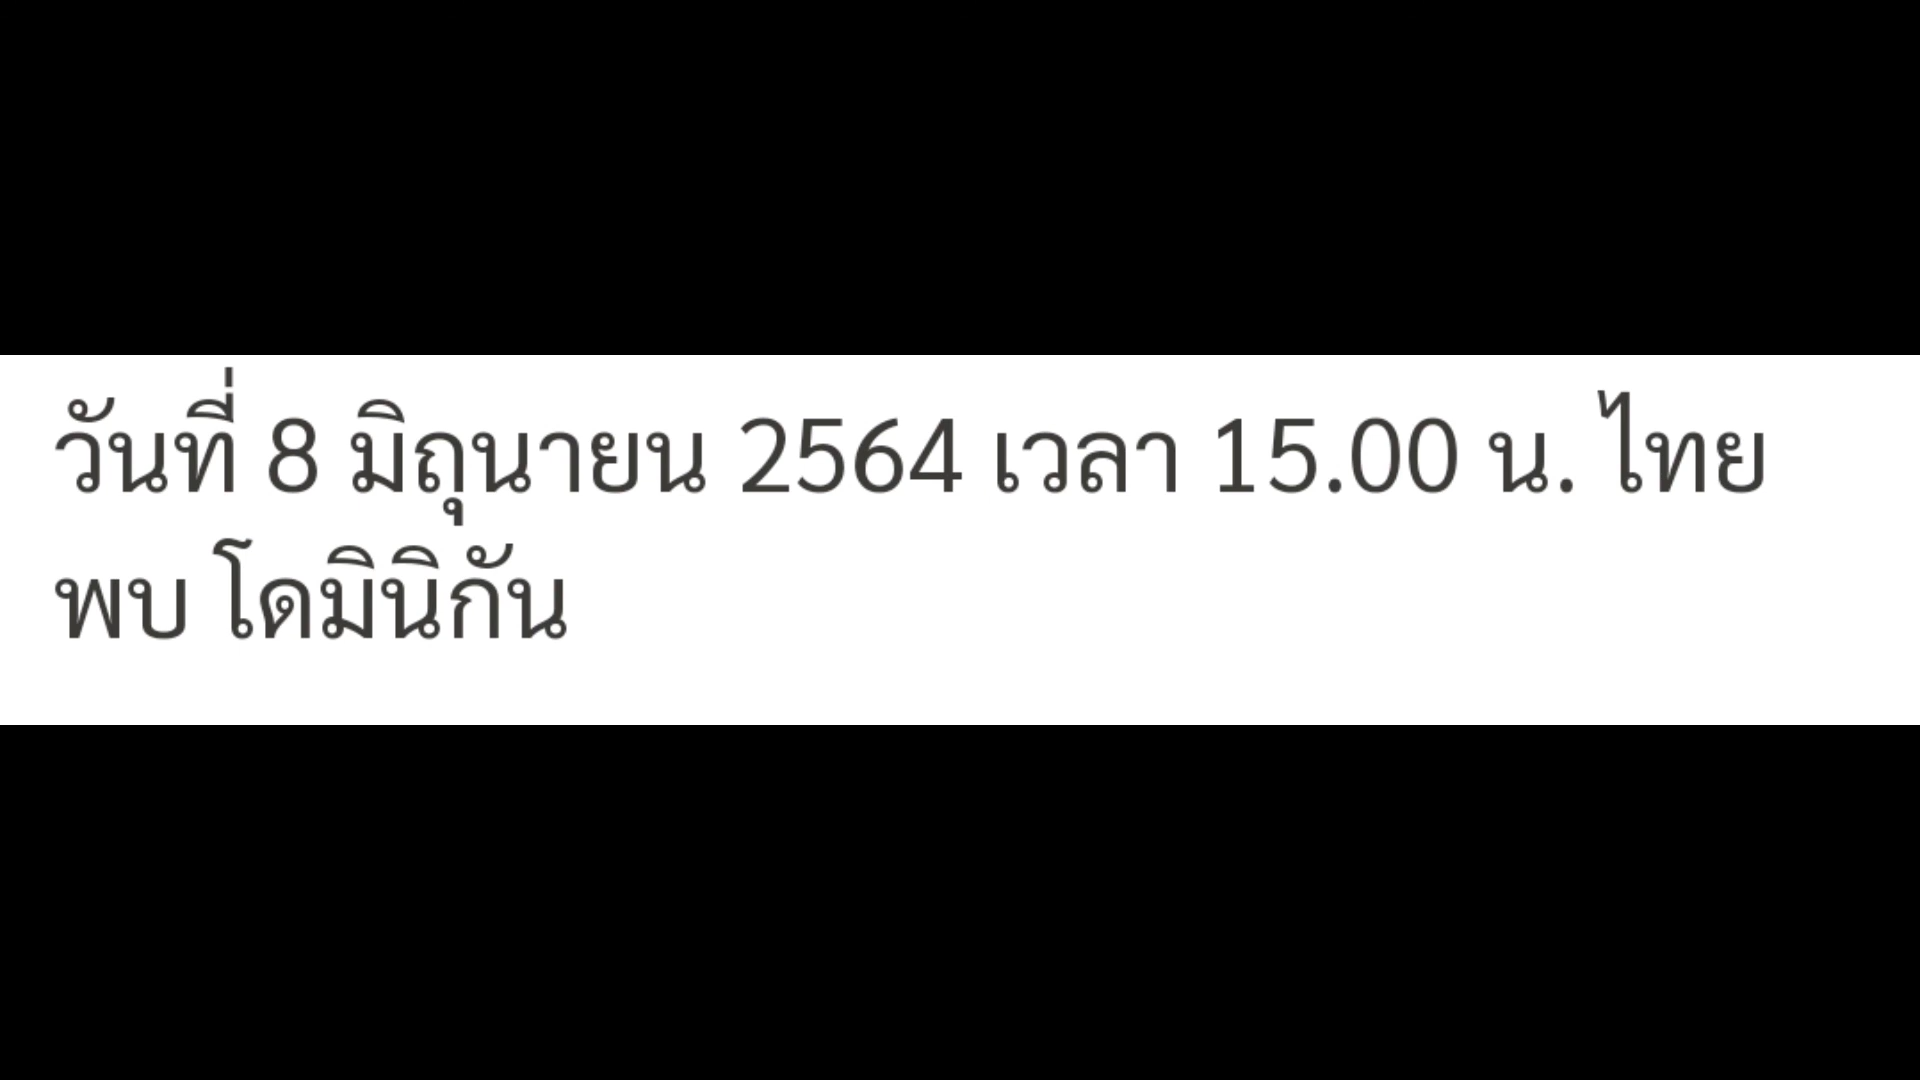 วันที่ 8 มิถุนายน 2564 เวลา 15.00 น. ไทย
พบ โดมินิกัน